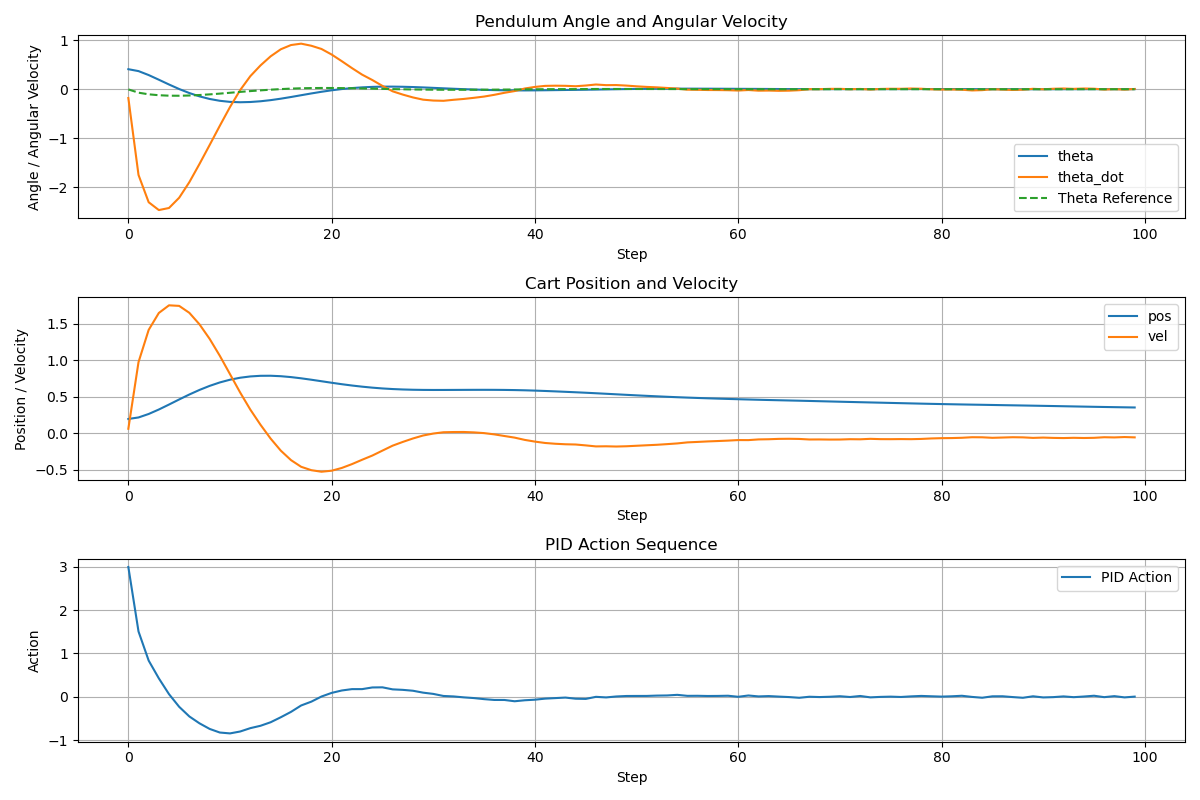 Pendulum Angle and Angular Velocity
Angle / Angular Velocity
1
0
−1
−2
theta
theta_dot
Theta Reference
0 20 40 60 80 100
Step
Cart Position and Velocity
Position / Velocity
1.5
1.0
0.5
0.0
−0.5
pos
vel
0 20 40 60 80 100
Step
PID Action Sequence
Action
3
2
1
0
−1
PID Action
0 20 40 60 80 100
Step